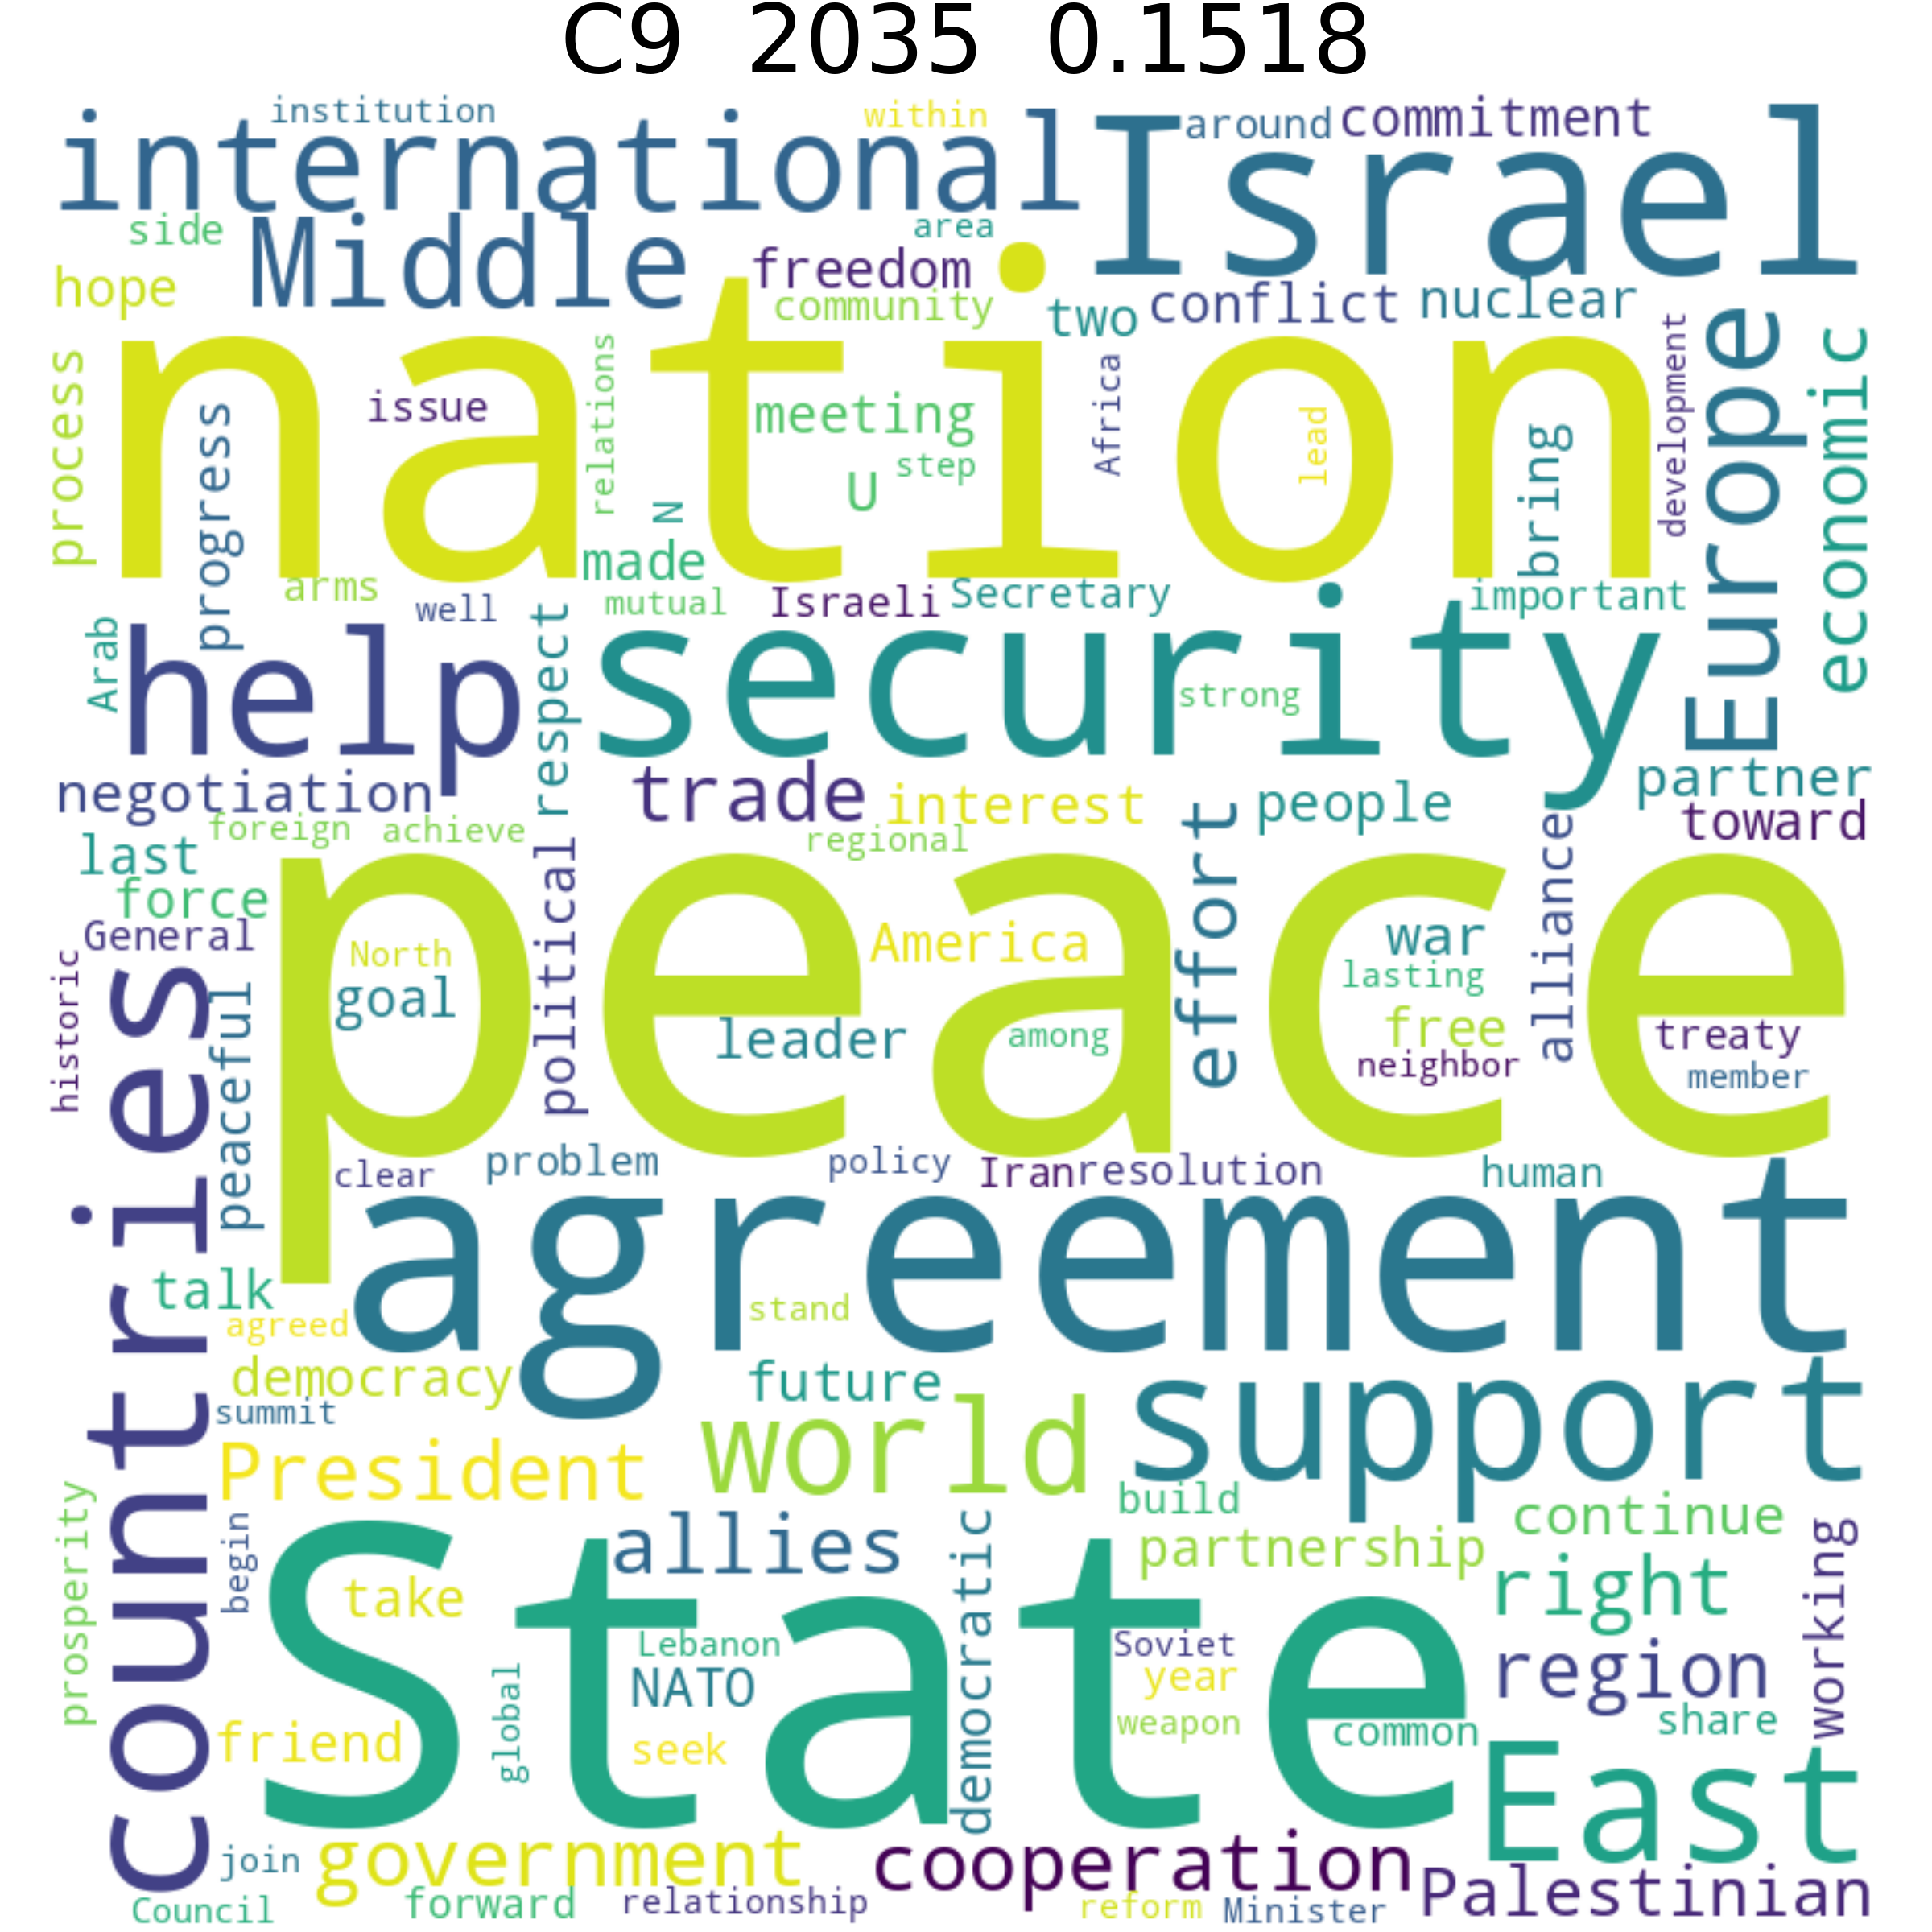 C9 2035 0.1518
institution within around commitment
international Israel
side Middle area freedom
hope community two conflict nuclear
nation
process progress issue relations meeting Africa lead bring development Europe economic
U step N
made
arms well mutual Israeli Secretary important
Arab help respect security strong
negotiation trade interest people partner
foreign achieve regional effort toward
last political alliance
force
General peace America war
historic North lasting
countries peaceful goal leader among free treaty
neighbor member
clear problem policy Iran resolution human
agreement
talk stand
agreed
democracy future support
summit
President world
prosperity begin allies build continue
partnership working
State take democratic right
Lebanon Soviet
global NATO year region
friend seek weapon common share
East
join government cooperation
Council forward relationship reform Minister Palestinian